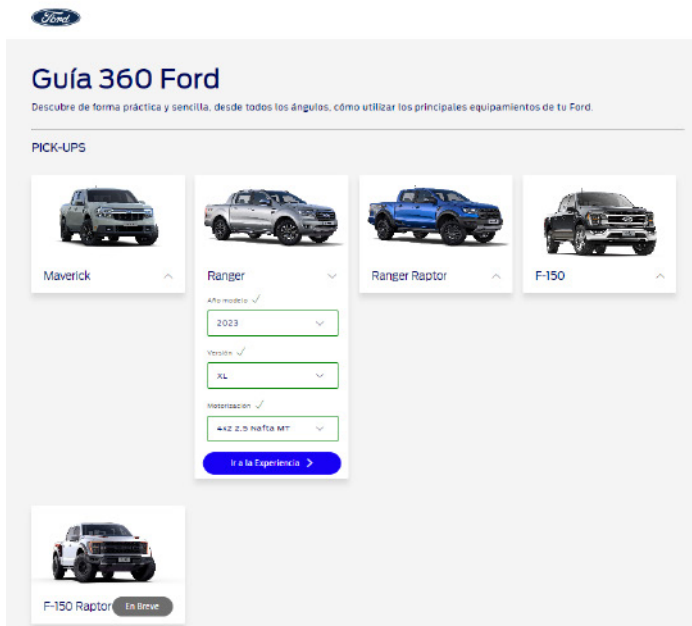 Ford
Guía 360 Ford
Descubre de forma práctica y sencilla, desde todos los ángulos, cómo utilizar los principales equipamientos de tu Ford.
PICK-UPS
Maverick
Ranger
Ranger Raptor
F-150
Año modelo
2023
Versión
XL
Motorización
4x2 2.5 Nafta MT
Ir a la Experiencia
F-150 Raptor
En Breve